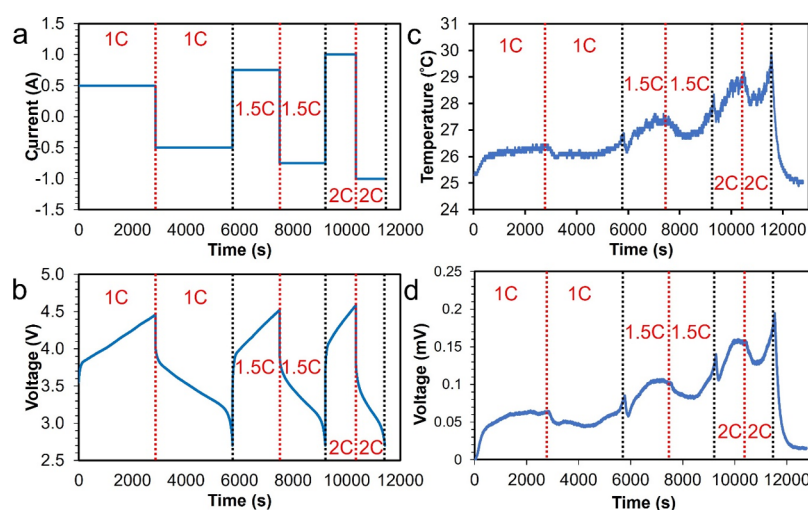 a
1C
1C
1.5C
1.5C
2C
2C
Current (A)
1.5
1.0
0.5
0.0
-0.5
-1.0
-1.5
0 2000 4000 6000 8000 10000 12000
Time (s)
c
1C
1C
1.5C
1.5C
2C
2C
Temperature (°C)
31
30
29
28
27
26
25
24
0 2000 4000 6000 8000 10000 12000
Time (s)
b
1C
1C
1.5C
1.5C
2C
2C
Voltage (V)
5.0
4.5
4.0
3.5
3.0
2.5
0 2000 4000 6000 8000 10000 12000
Time (s)
d
1C
1C
1.5C
1.5C
2C
2C
Voltage (mV)
0.25
0.2
0.15
0.1
0.05
0
0 2000 4000 6000 8000 10000 12000
Time (s)